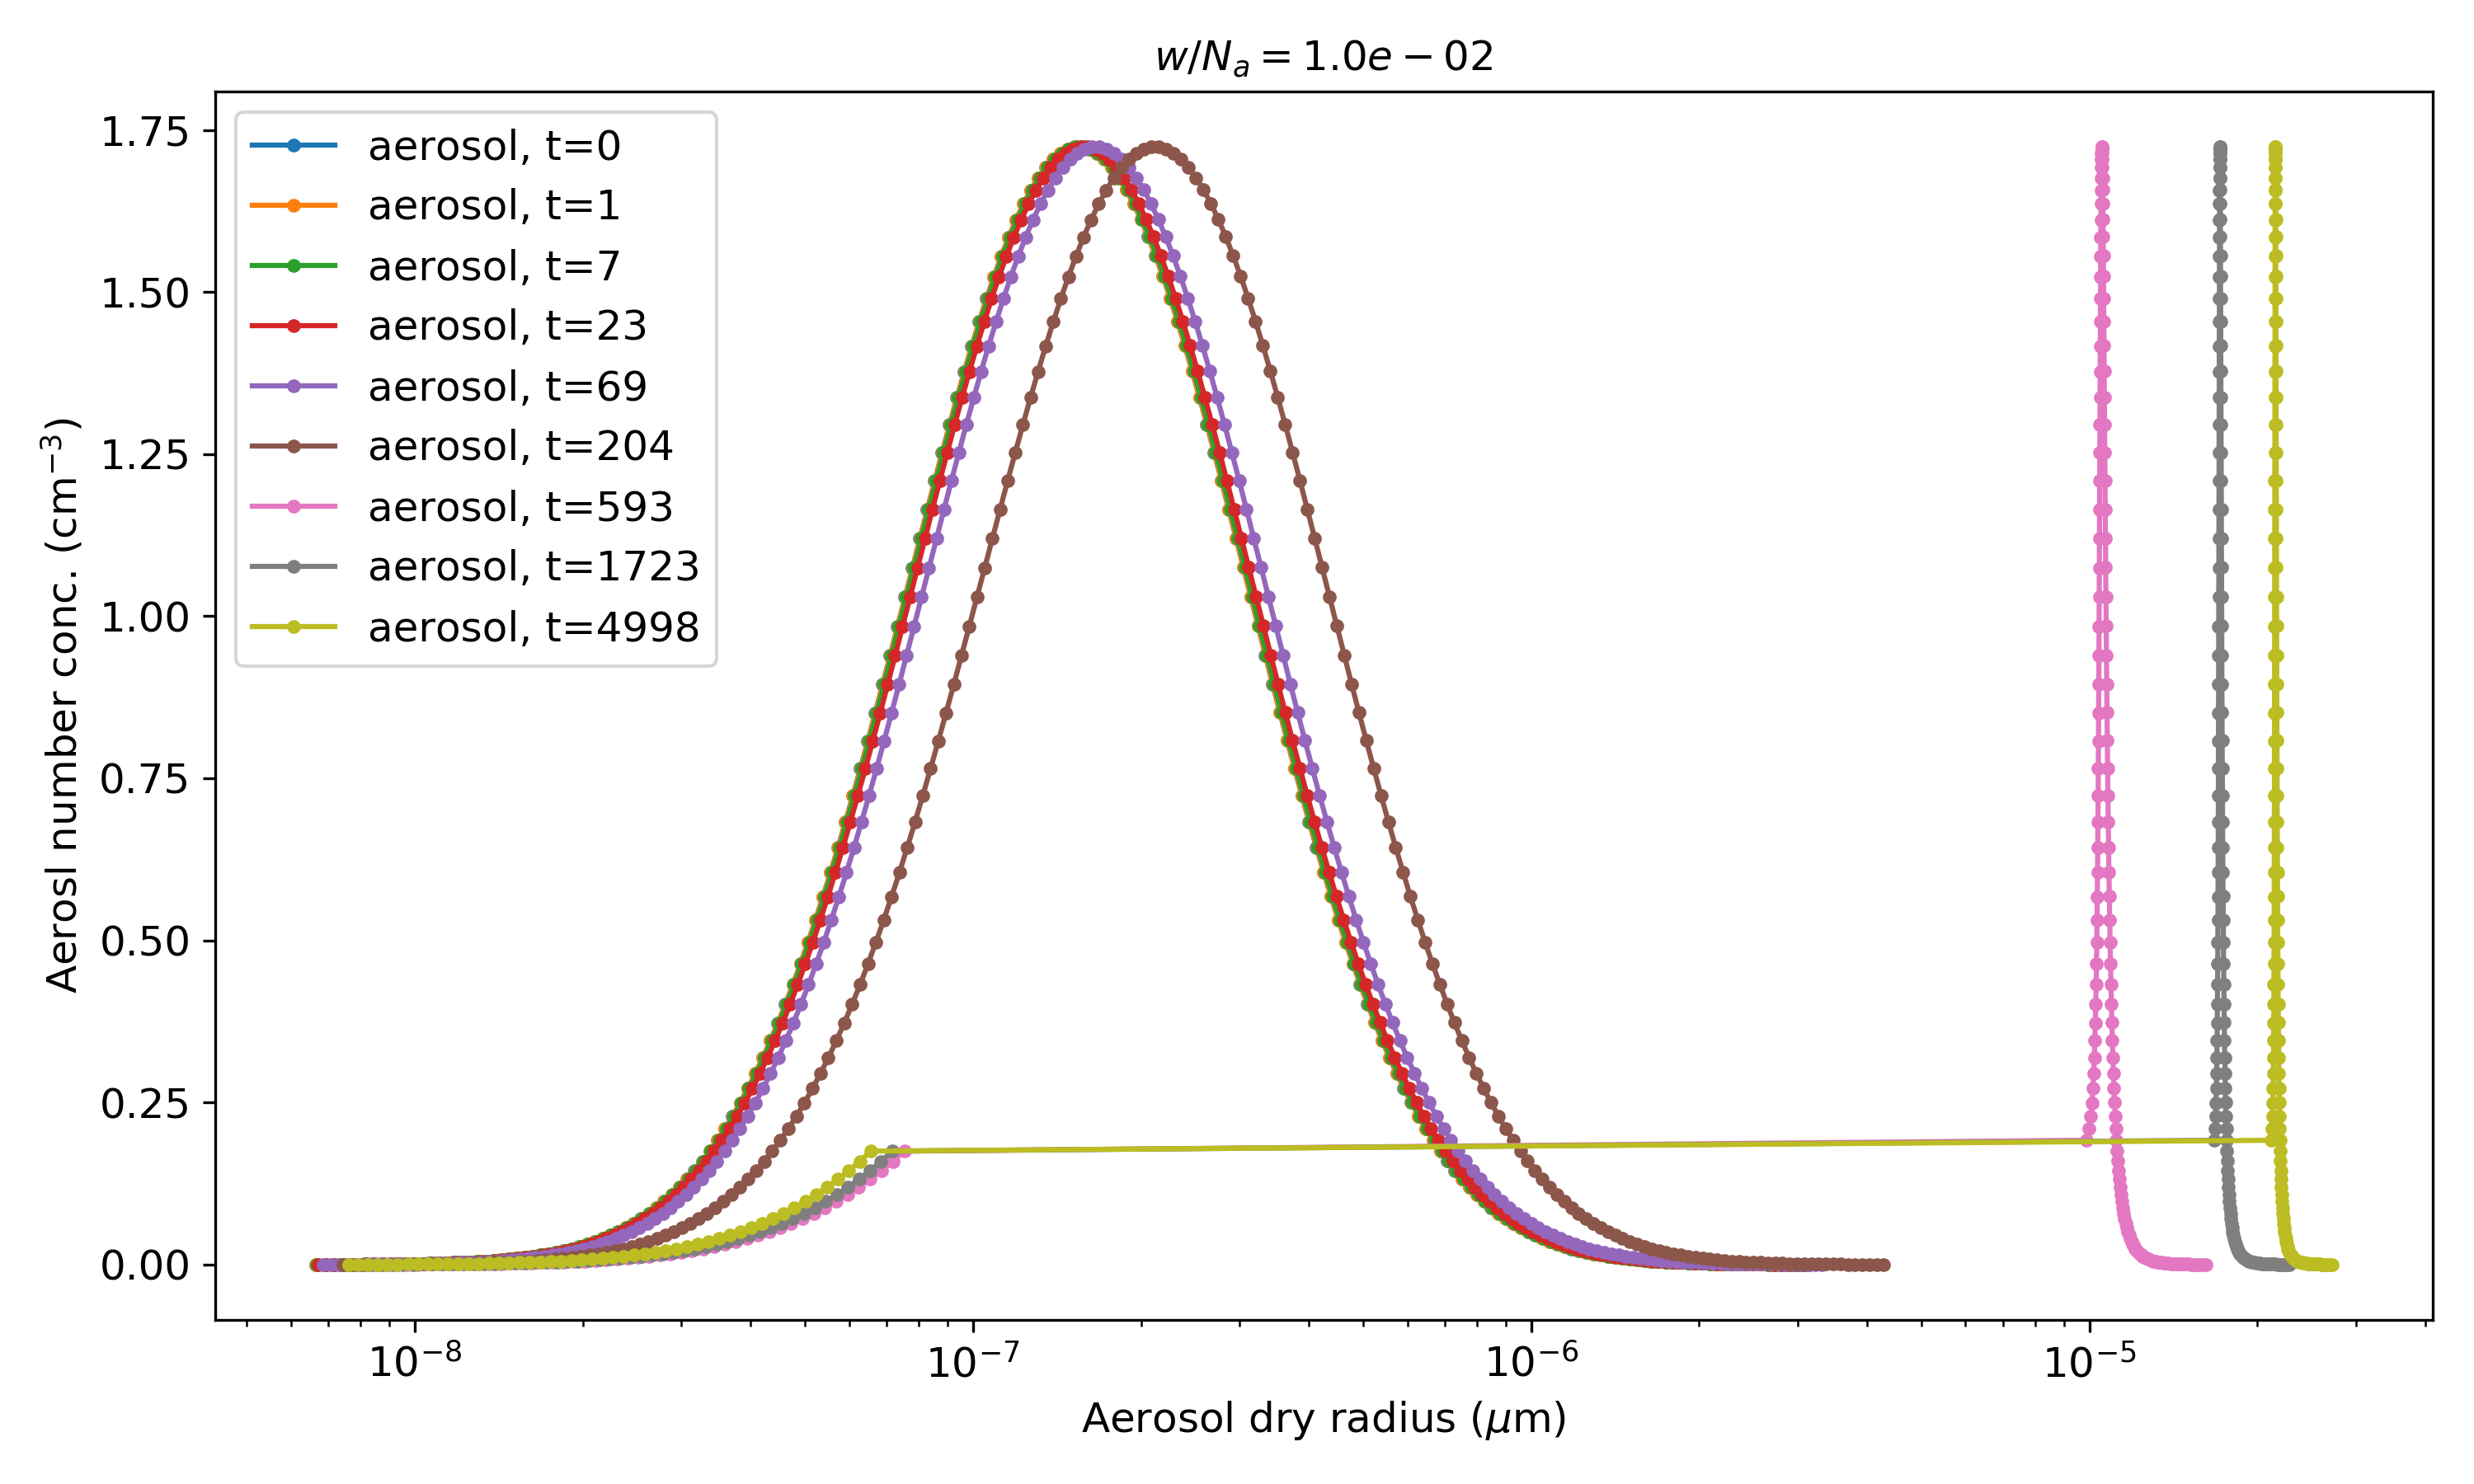 w/Nₐ = 1.0e − 02
aerosol, t=0
aerosol, t=1
aerosol, t=7
aerosol, t=23
aerosol, t=69
aerosol, t=204
aerosol, t=593
aerosol, t=1723
aerosol, t=4998
Aerosl number conc. (cm⁻³)
1.75
1.50
1.25
1.00
0.75
0.50
0.25
0.00
10⁻⁸ 10⁻⁷ 10⁻⁶ 10⁻⁵
Aerosol dry radius (μm)